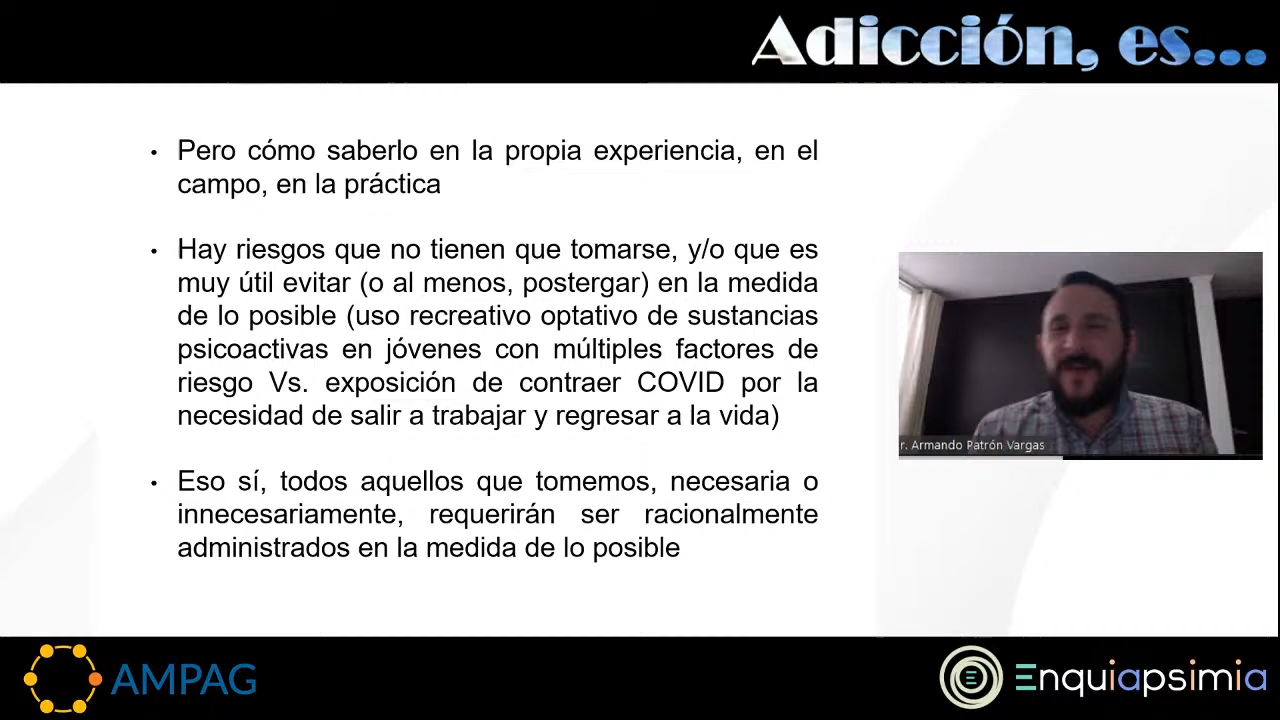 Adicción, es...
• Pero cómo saberlo en la propia experiencia, en el
campo, en la práctica
• Hay riesgos que no tienen que tomarse, y/o que es
muy útil evitar (o al menos, postergar) en la medida
de lo posible (uso recreativo optativo de sustancias
psicoactivas en jóvenes con múltiples factores de
riesgo Vs. exposición de contraer COVID por la
necesidad de salir a trabajar y regresar a la vida)
r. Armando Patrón Vargas
• Eso sí, todos aquellos que tomemos, necesaria o
innecesariamente, requerirán ser racionalmente
administrados en la medida de lo posible
AMPAG
Enquiapsimia